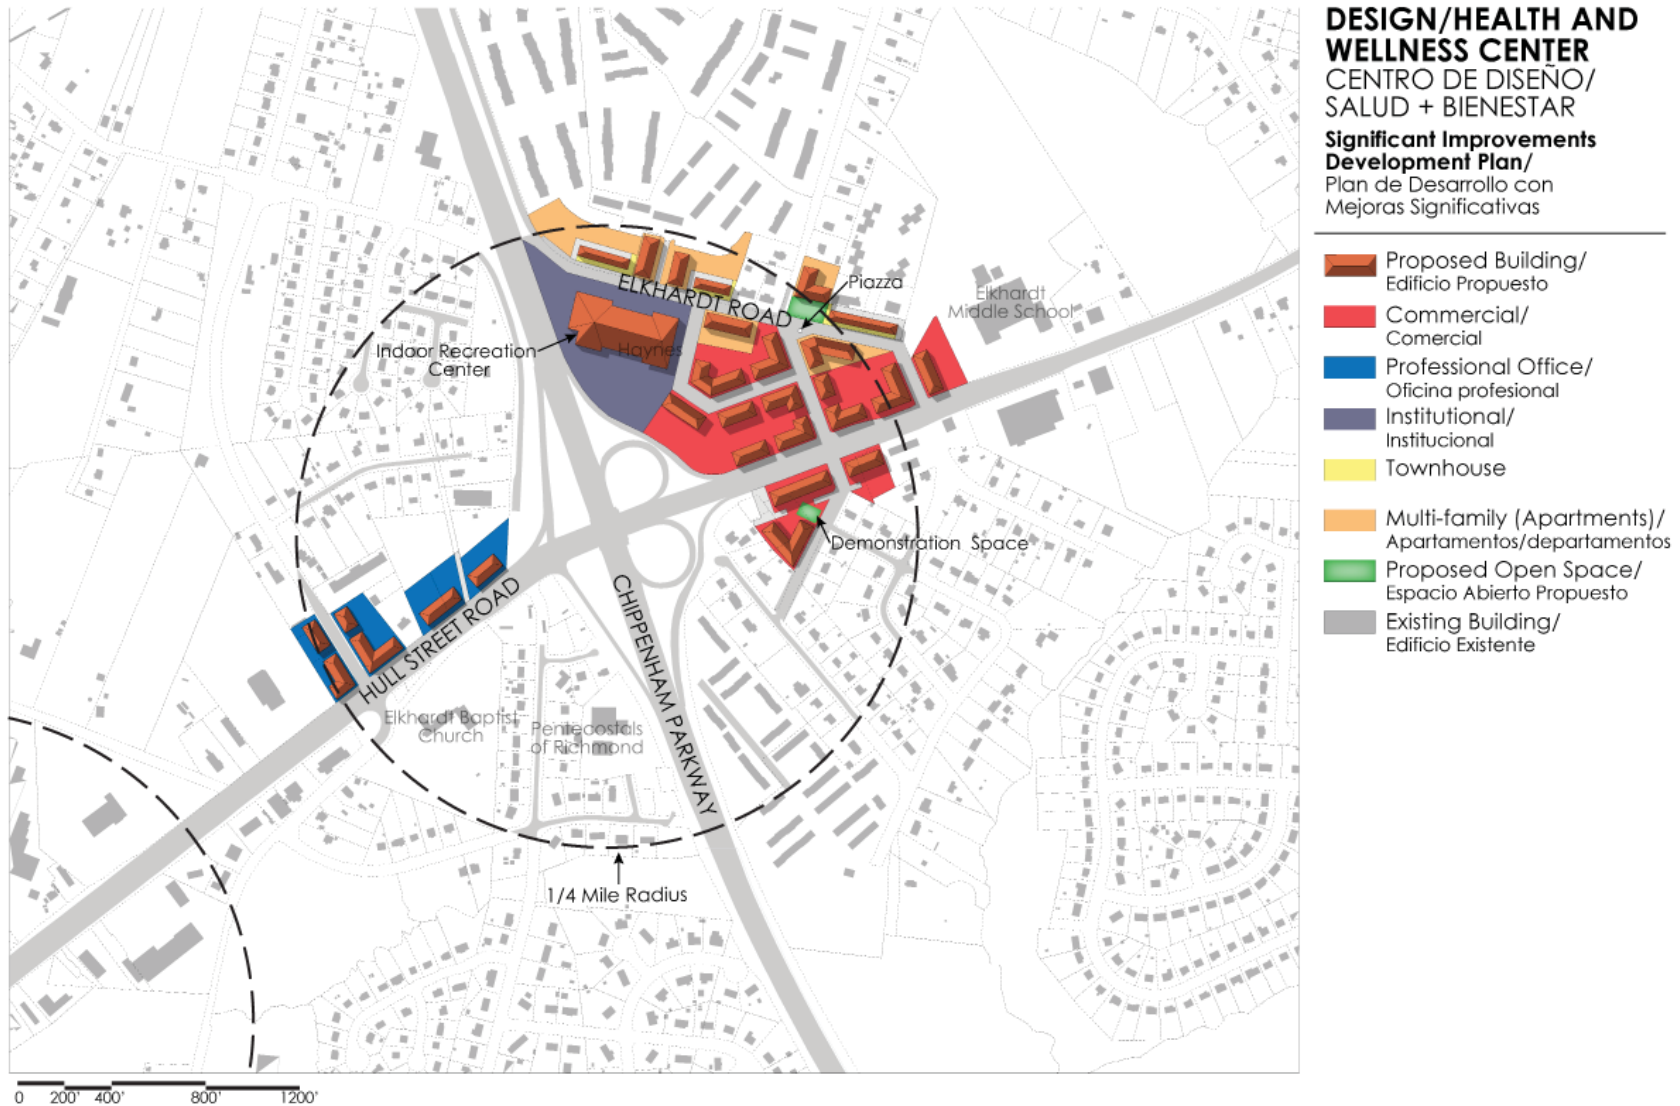 DESIGN/HEALTH AND
WELLNESS CENTER
CENTRO DE DISEÑO/
SALUD + BIENESTAR
Significant Improvements
Development Plan/
Plan de Desarrollo con
Mejoras Significativas
Proposed Building/
Edificio Propuesto
Commercial/
Comercial
Professional Office/
Oficina profesional
Institutional/
Institucional
Townhouse
Multi-family (Apartments)/
Apartamentos/departamentos
Proposed Open Space/
Espacio Abierto Propuesto
Existing Building/
Edificio Existente
ELKHARDT ROAD
Piazza
Elkhardt
Middle School
Indoor Recreation
Center
Haynes
Demonstration Space
HULL STREET ROAD
CHIPPENHAM PARKWAY
Elkhardt Baptist
Church
Pentecostals
of Richmond
1/4 Mile Radius
0 200' 400' 800' 1200'